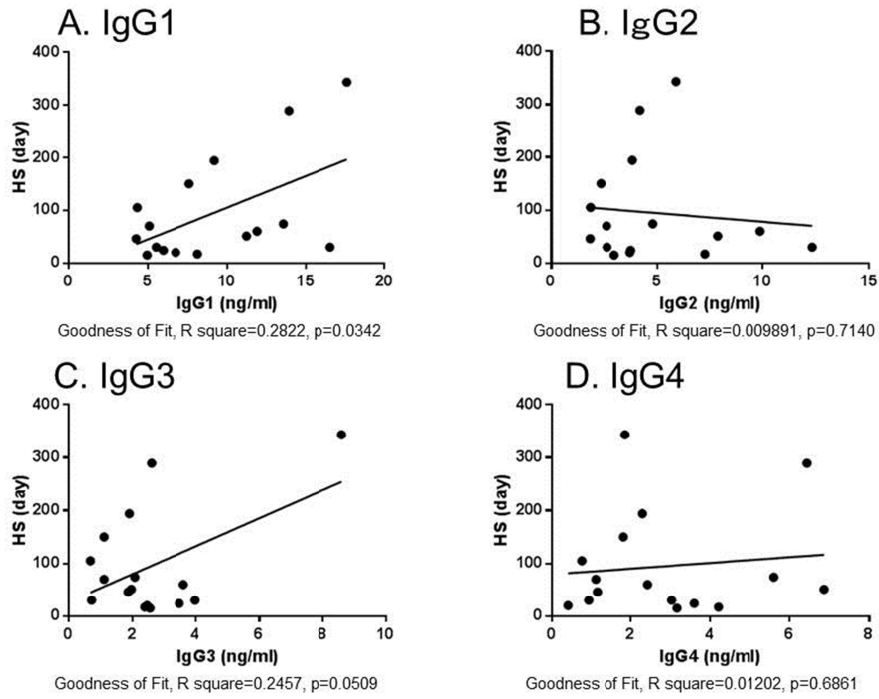 A. IgG1
400
300
200
100
0
HS (day)
0 5 10 15 20
IgG1 (ng/ml)
Goodness of Fit, R square=0.2822, p=0.0342
B. IgG2
400
300
200
100
0
HS (day)
0 5 10 15
IgG2 (ng/ml)
Goodness of Fit, R square=0.009891, p=0.7140
C. IgG3
400
300
200
100
0
HS (day)
0 2 4 6 8 10
IgG3 (ng/ml)
Goodness of Fit, R square=0.2457, p=0.0509
D. IgG4
400
300
200
100
0
HS (day)
0 2 4 6 8
IgG4 (ng/ml)
Goodness of Fit, R square=0.01202, p=0.6861